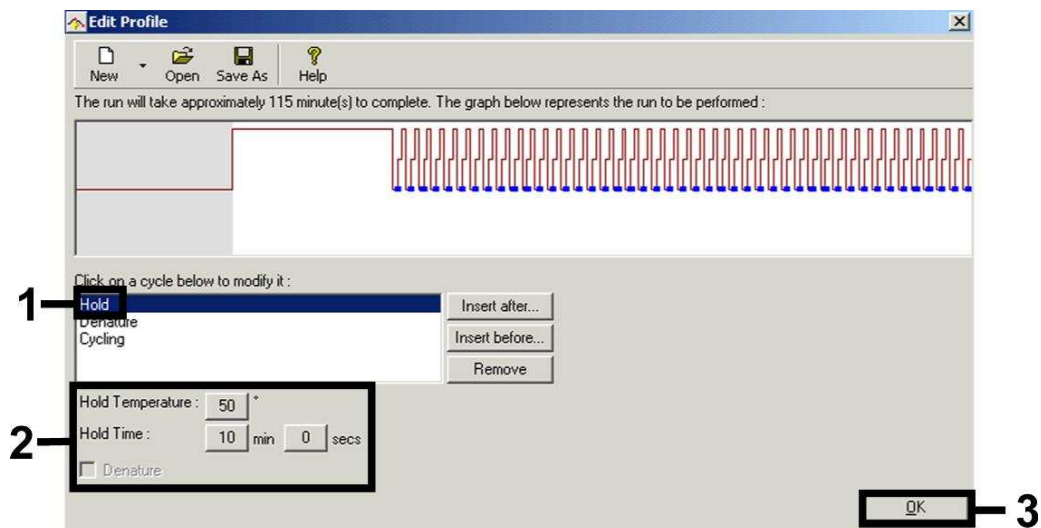 Edit Profile
New Open Save As Help
The run will take approximately 115 minute(s) to complete. The graph below represents the run to be performed :
Click on a cycle below to modify it :
1
Hold
Denature
Cycling
Insert after...
Insert before...
Remove
2
Hold Temperature : 50 °
Hold Time : 10 min 0 secs
Denature
OK
3